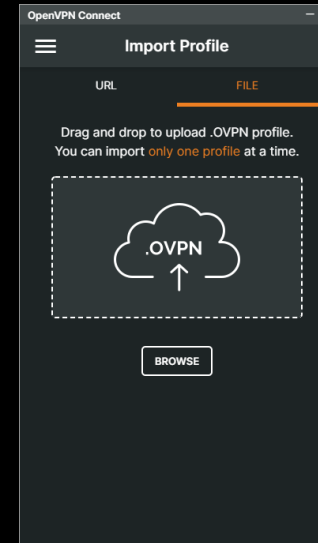 OpenVPN Connect
Import Profile
URL
FILE
Drag and drop to upload .OVPN profile.
You can import only one profile at a time.
.OVPN
BROWSE